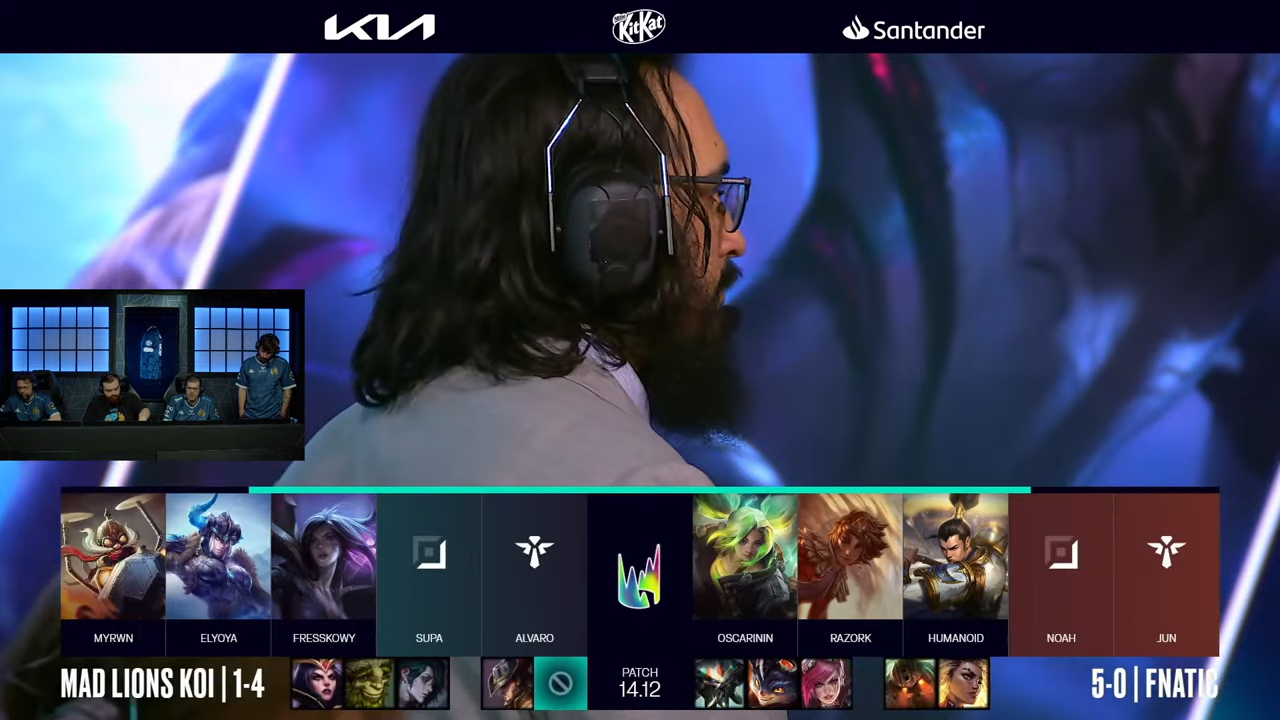 KIA
KitKat
Santander
MYRWN
ELYOYA
FRESSKOWY
SUPA
ALVARO
OSCARININ
RAZORK
HUMANOID
NOAH
JUN
MAD LIONS KOI | 1-4
PATCH
14.12
5-0 | FNATIC